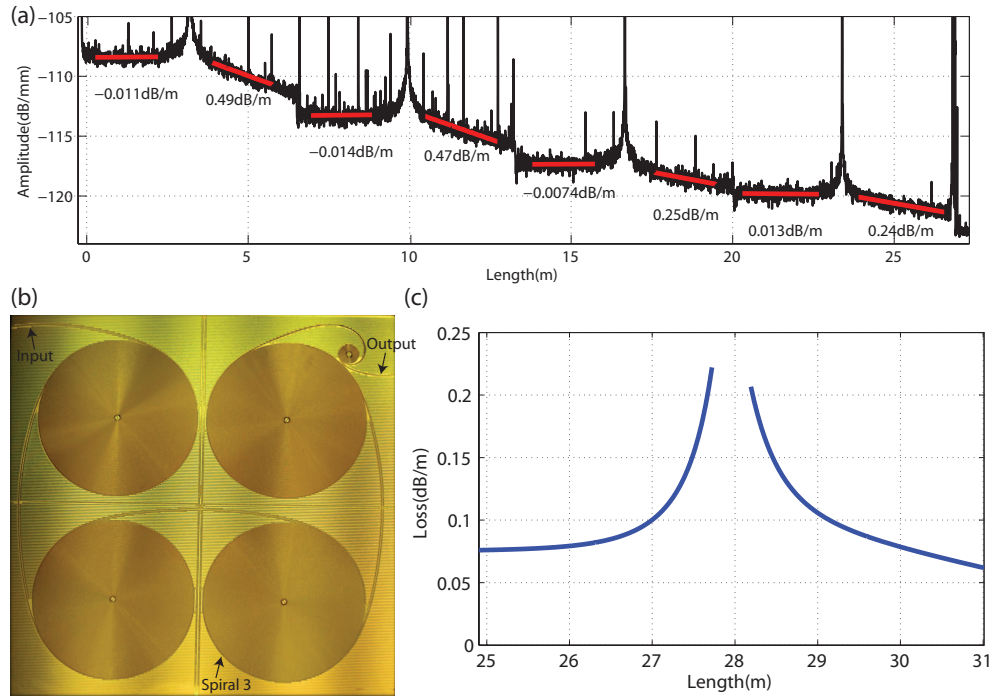 (a)
Amplitude(dB/mm)
−105
−110
−115
−120
−0.011dB/m
0.49dB/m
−0.014dB/m
0.47dB/m
−0.0074dB/m
0.25dB/m
0.013dB/m
0.24dB/m
0 5 10 15 20 25
Length(m)
(b)
Input
Output
Spiral 3
(c)
Loss(dB/m)
0.25
0.2
0.15
0.1
0.05
0
25 26 27 28 29 30 31
Length(m)